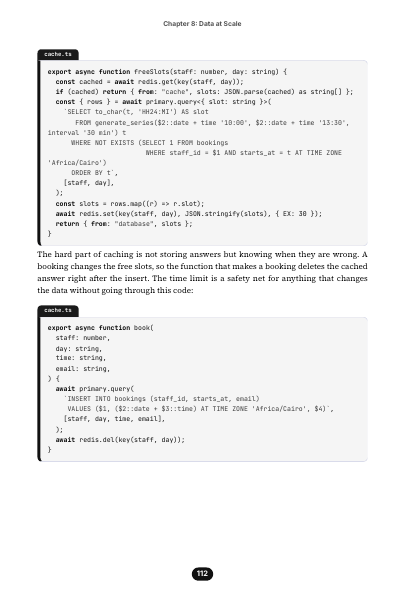 Chapter 8: Data at Scale
cache.ts
export async function freeSlots(staff: number, day: string) {
  const cached = await redis.get(key(staff, day));
  if (cached) return { from: "cache", slots: JSON.parse(cached) as string[] };
  const { rows } = await primary.query<{ slot: string }>(
    `SELECT to_char(t, 'HH24:MI') AS slot
       FROM generate_series($2::date + time '10:00', $2::date + time '13:30',
interval '30 min') t
      WHERE NOT EXISTS (SELECT 1 FROM bookings
                         WHERE staff_id = $1 AND starts_at = t AT TIME ZONE
'Africa/Cairo')
      ORDER BY t`,
    [staff, day],
  );
  const slots = rows.map((r) => r.slot);
  await redis.set(key(staff, day), JSON.stringify(slots), { EX: 30 });
  return { from: "database", slots };
}
The hard part of caching is not storing answers but knowing when they are wrong. A
booking changes the free slots, so the function that makes a booking deletes the cached
answer right after the insert. The time limit is a safety net for anything that changes
the data without going through this code:
cache.ts
export async function book(
  staff: number,
  day: string,
  time: string,
  email: string,
) {
  await primary.query(
    `INSERT INTO bookings (staff_id, starts_at, email)
     VALUES ($1, ($2::date + $3::time) AT TIME ZONE 'Africa/Cairo', $4)`,
    [staff, day, time, email],
  );
  await redis.del(key(staff, day));
}
112